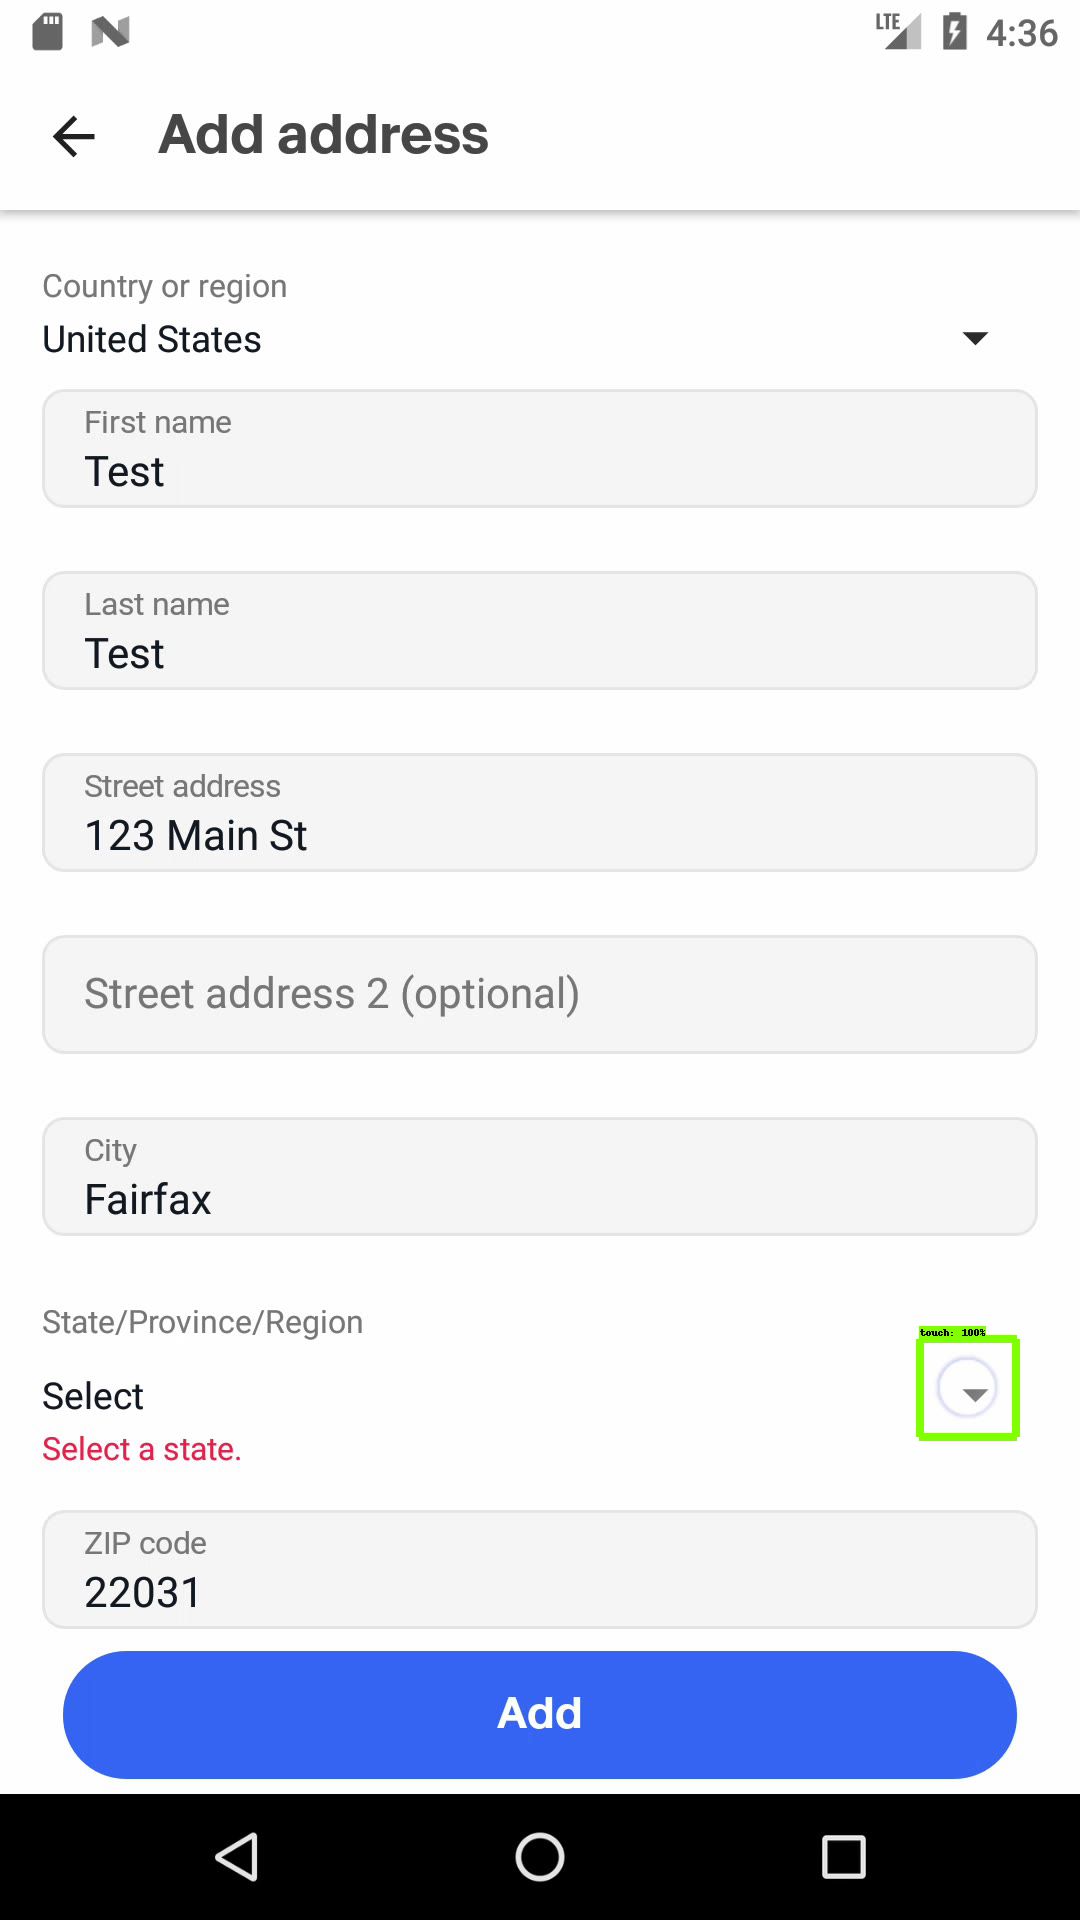 LTE 4:36
Add address
Country or region
United States
First name
Test
Last name
Test
Street address
123 Main St
Street address 2 (optional)
City
Fairfax
State/Province/Region
touch: 100%
Select
Select a state.
ZIP code
22031
Add